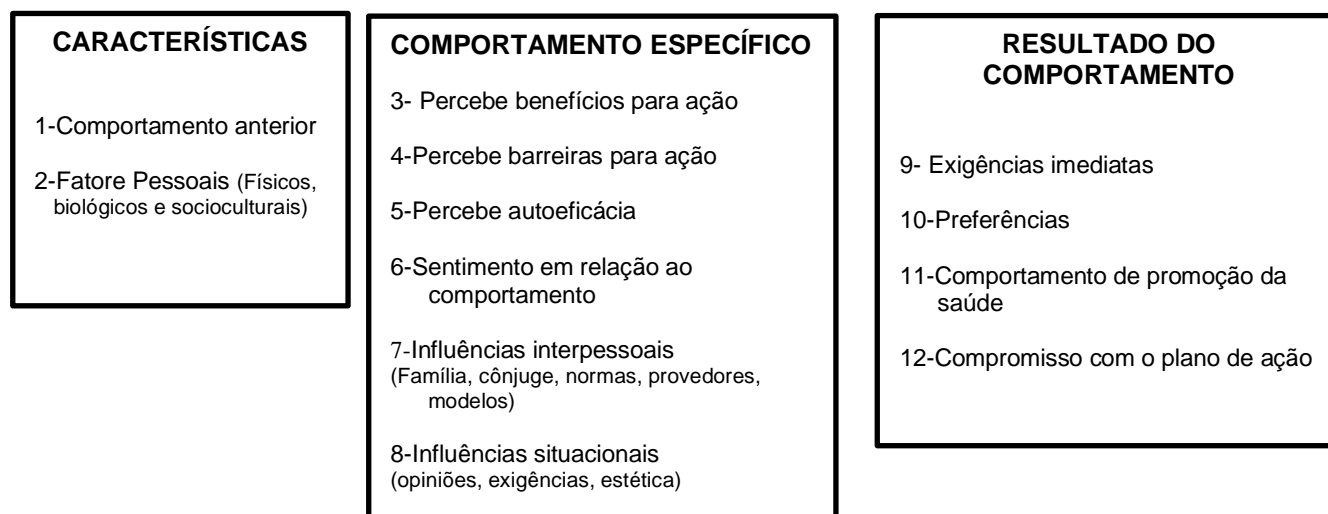 CARACTERÍSTICAS
1-Comportamento anterior
2-Fatore Pessoais (Físicos,
biológicos e socioculturais)
COMPORTAMENTO ESPECÍFICO
3- Percebe benefícios para ação
4-Percebe barreiras para ação
5-Percebe autoeficácia
6-Sentimento em relação ao
comportamento
7-Influências interpessoais
(Família, cônjuge, normas, provedores,
modelos)
8-Influências situacionais
(opiniões, exigências, estética)
RESULTADO DO
COMPORTAMENTO
9- Exigências imediatas
10-Preferências
11-Comportamento de promoção da
saúde
12-Compromisso com o plano de ação